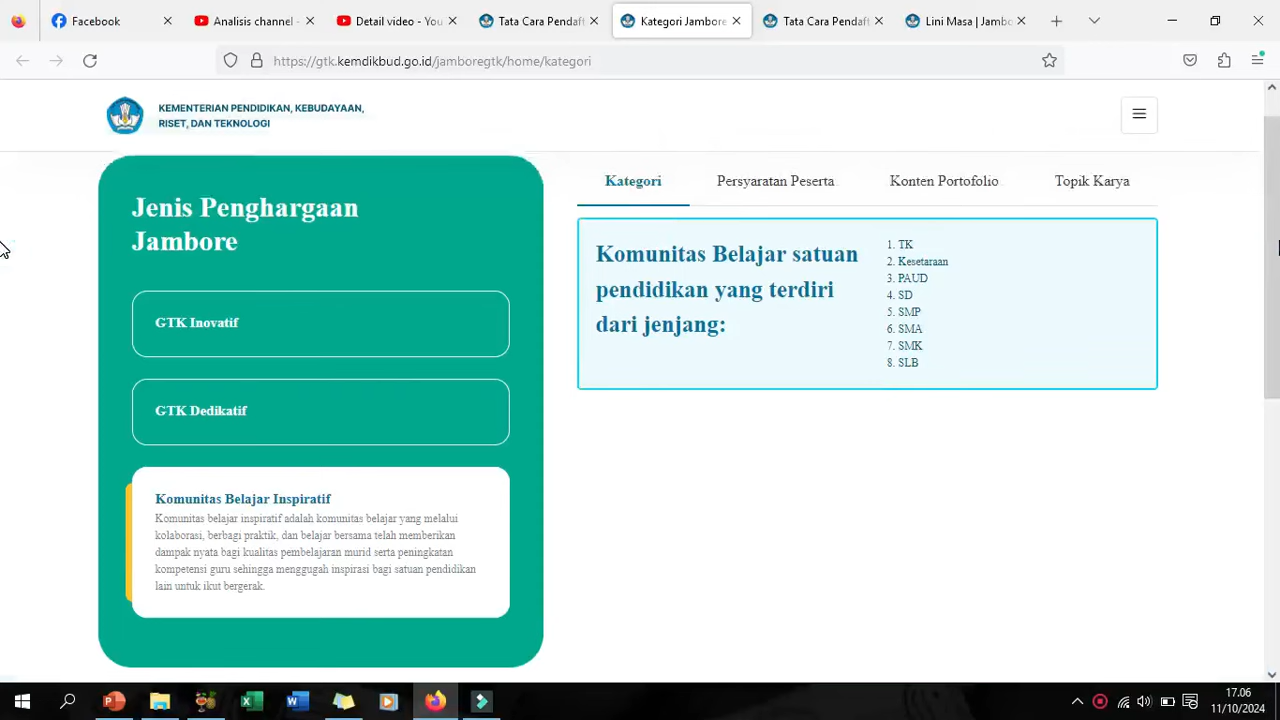 Facebook
Analisis channel -
Detail video - You
Tata Cara Pendaft
Kategori Jambore
Tata Cara Pendaft
Lini Masa | Jambo
https://gtk.kemdikbud.go.id/jamboregtk/home/kategori
KEMENTERIAN PENDIDIKAN, KEBUDAYAAN,
RISET, DAN TEKNOLOGI
Jenis Penghargaan
Jambore
GTK Inovatif
GTK Dedikatif
Komunitas Belajar Inspiratif
Komunitas belajar inspiratif adalah komunitas belajar yang melalui
kolaborasi, berbagi praktik, dan belajar bersama telah memberikan
dampak nyata bagi kualitas pembelajaran murid serta peningkatan
kompetensi guru sehingga menggugah inspirasi bagi satuan pendidikan
lain untuk ikut bergerak.
Kategori
Persyaratan Peserta
Konten Portofolio
Topik Karya
Komunitas Belajar satuan
pendidikan yang terdiri
dari jenjang:
1. TK
2. Kesetaraan
3. PAUD
4. SD
5. SMP
6. SMA
7. SMK
8. SLB
17.06
11/10/2024